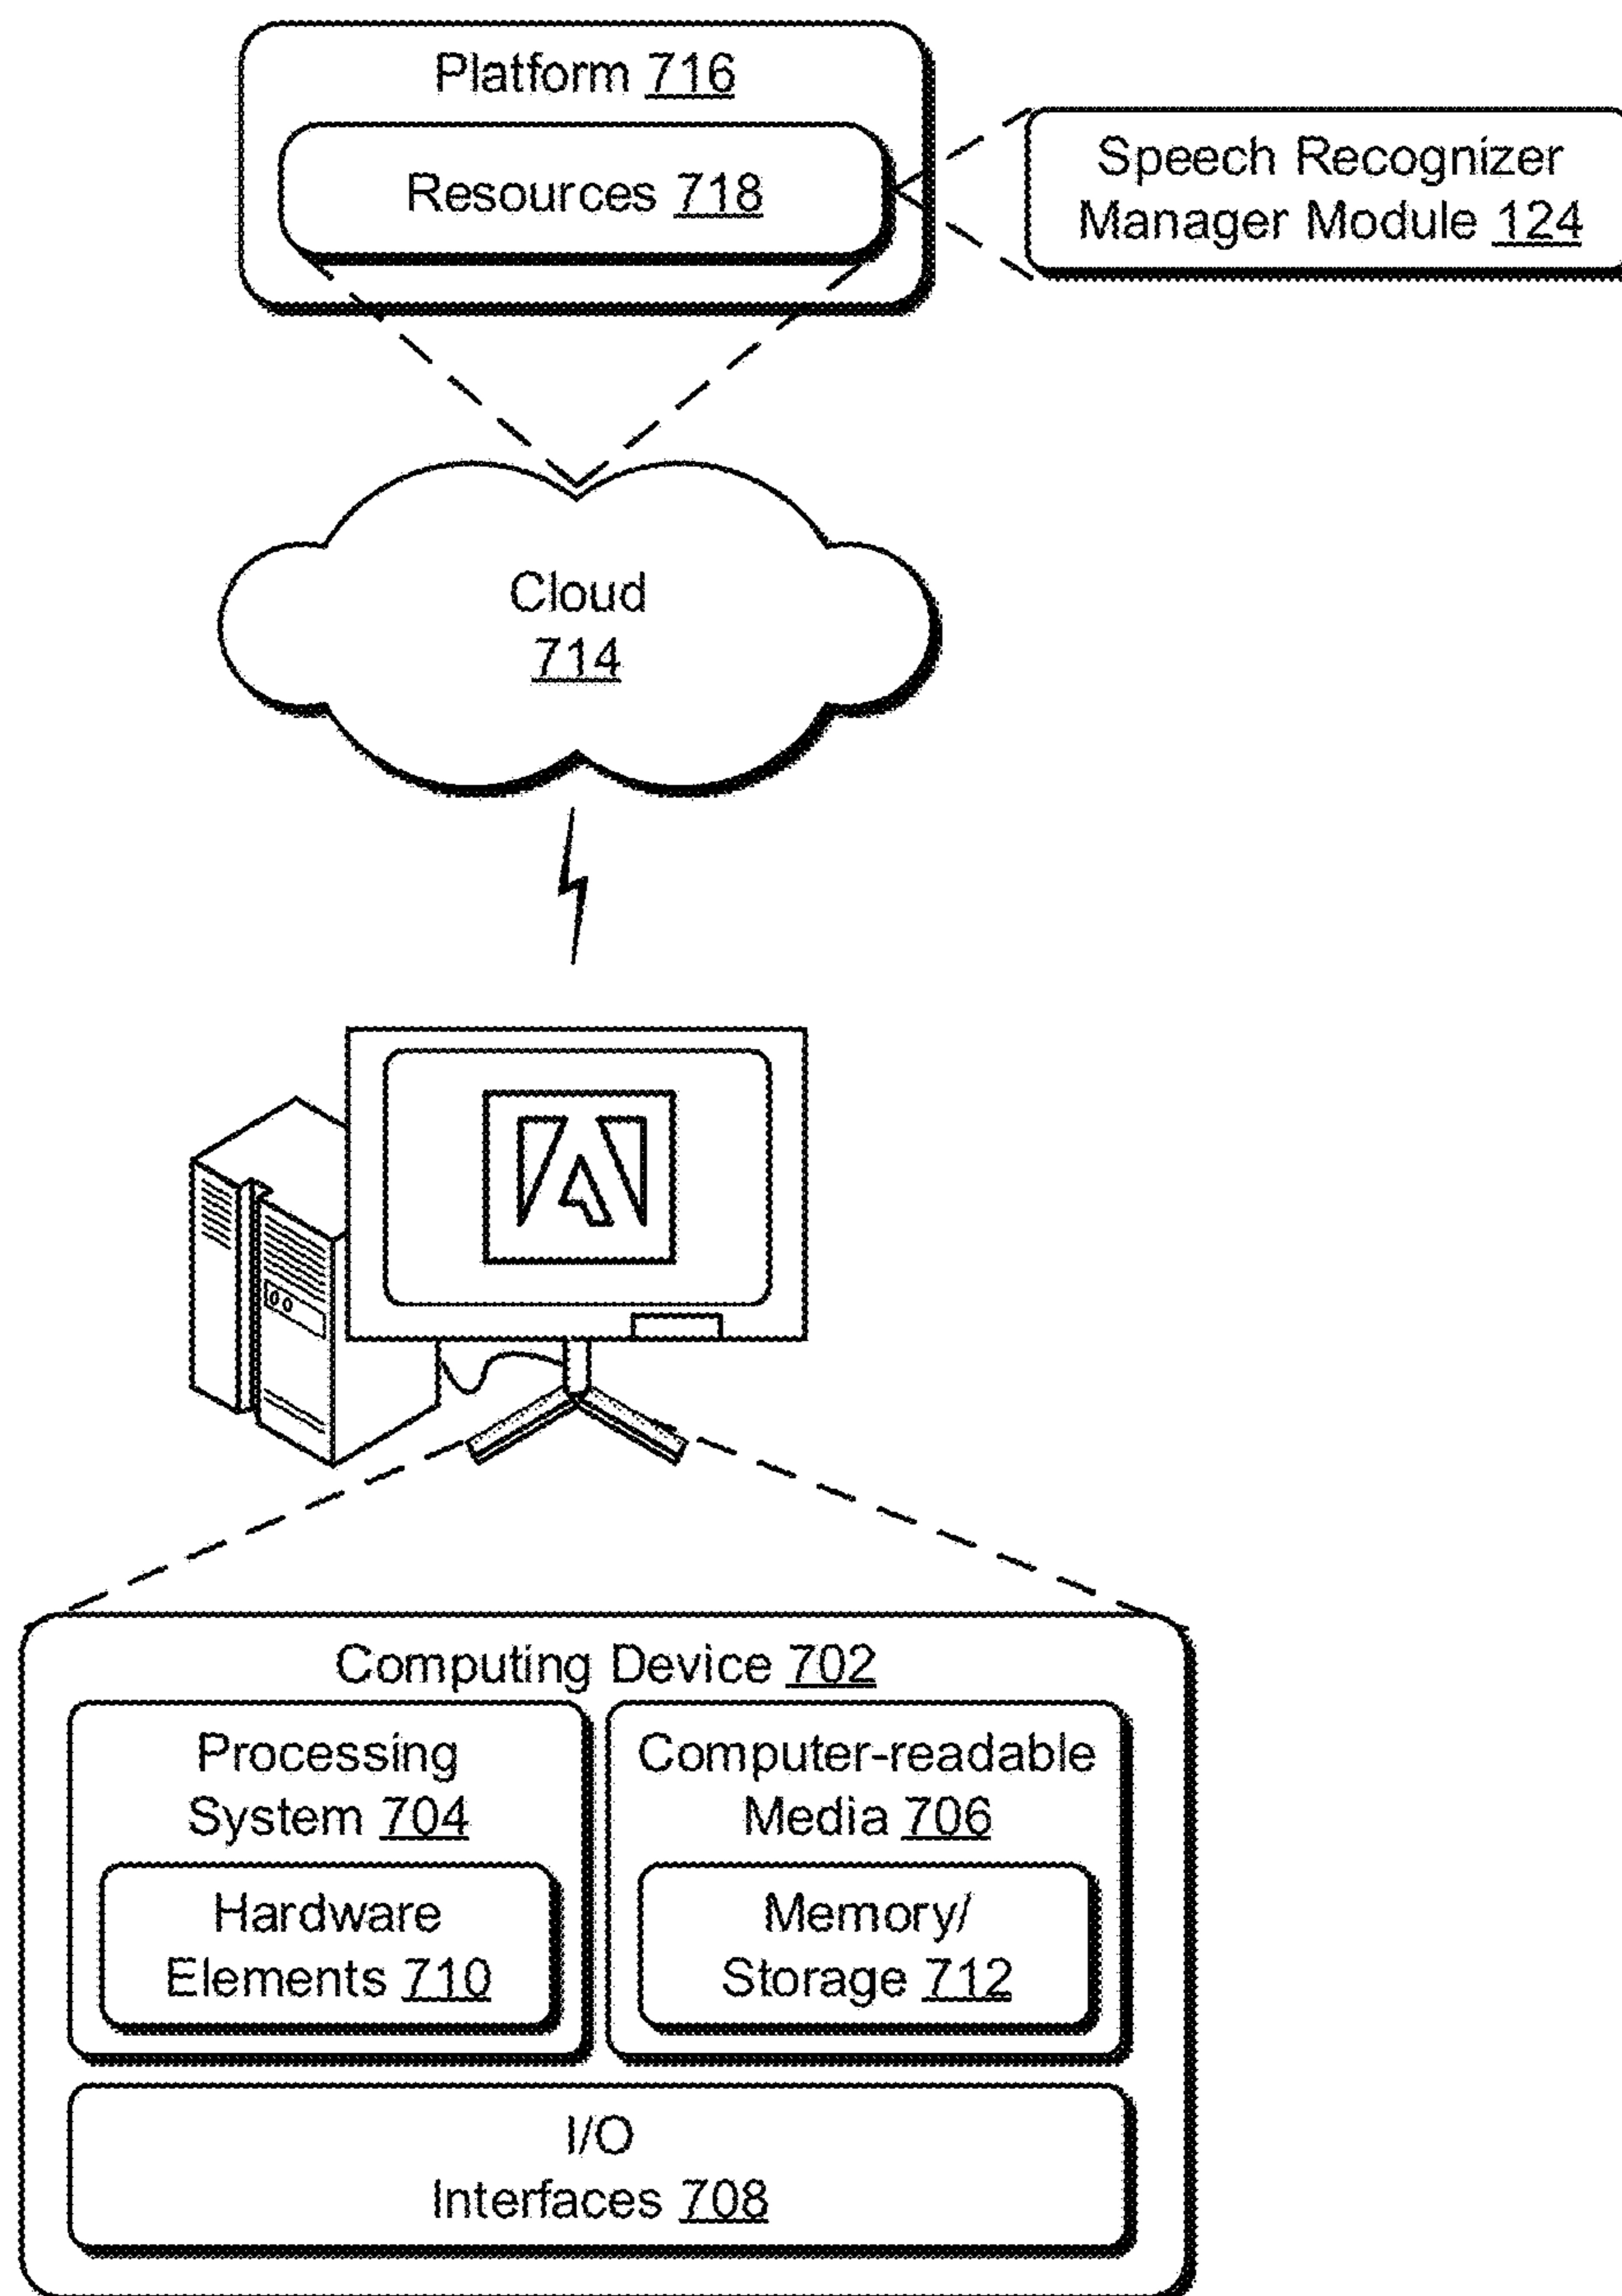 Platform 716
Resources 718
Speech Recognizer
Manager Module 124
Cloud
714
Computing Device 702
Processing
System 704
Hardware
Elements 710
Computer-readable
Media 706
Memory/
Storage 712
I/O
Interfaces 708